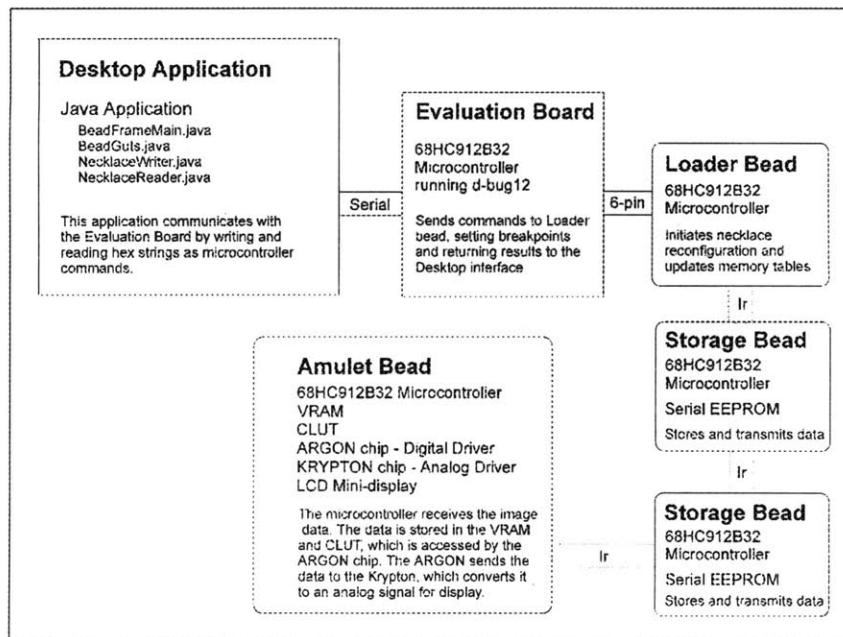 Desktop Application
Java Application
BeadFrameMain.java
BeadGuts.java
NecklaceWriter.java
NecklaceReader.java
This application communicates with
the Evaluation Board by writing and
reading hex strings as microcontroller
commands.
Serial
Evaluation Board
68HC912B32
Microcontroller
running d-bug12
Sends commands to Loader
bead, setting breakpoints
and returning results to the
Desktop interface
6-pin
Loader Bead
68HC912B32
Microcontroller
Initiates necklace
reconfiguration and
updates memory tables
Ir
Storage Bead
68HC912B32
Microcontroller
Serial EEPROM
Stores and transmits data
Ir
Storage Bead
68HC912B32
Microcontroller
Serial EEPROM
Stores and transmits data
Ir
Amulet Bead
68HC912B32 Microcontroller
VRAM
CLUT
ARGON chip - Digital Driver
KRYPTON chip - Analog Driver
LCD Mini-display
The microcontroller receives the image
data. The data is stored in the VRAM
and CLUT, which is accessed by the
ARGON chip. The ARGON sends the
data to the Krypton, which converts it
to an analog signal for display.